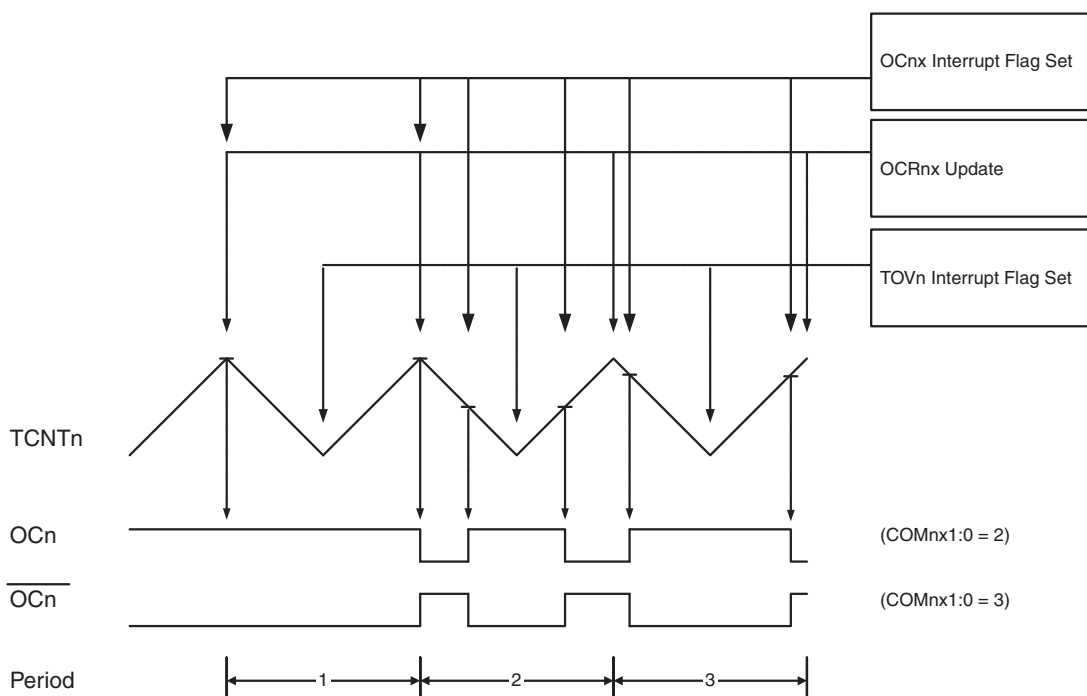 OCnx Interrupt Flag Set
OCRnx Update
TOVn Interrupt Flag Set
TCNTn
OCn
(COMnx1:0 = 2)
OCn
(COMnx1:0 = 3)
Period
1
2
3